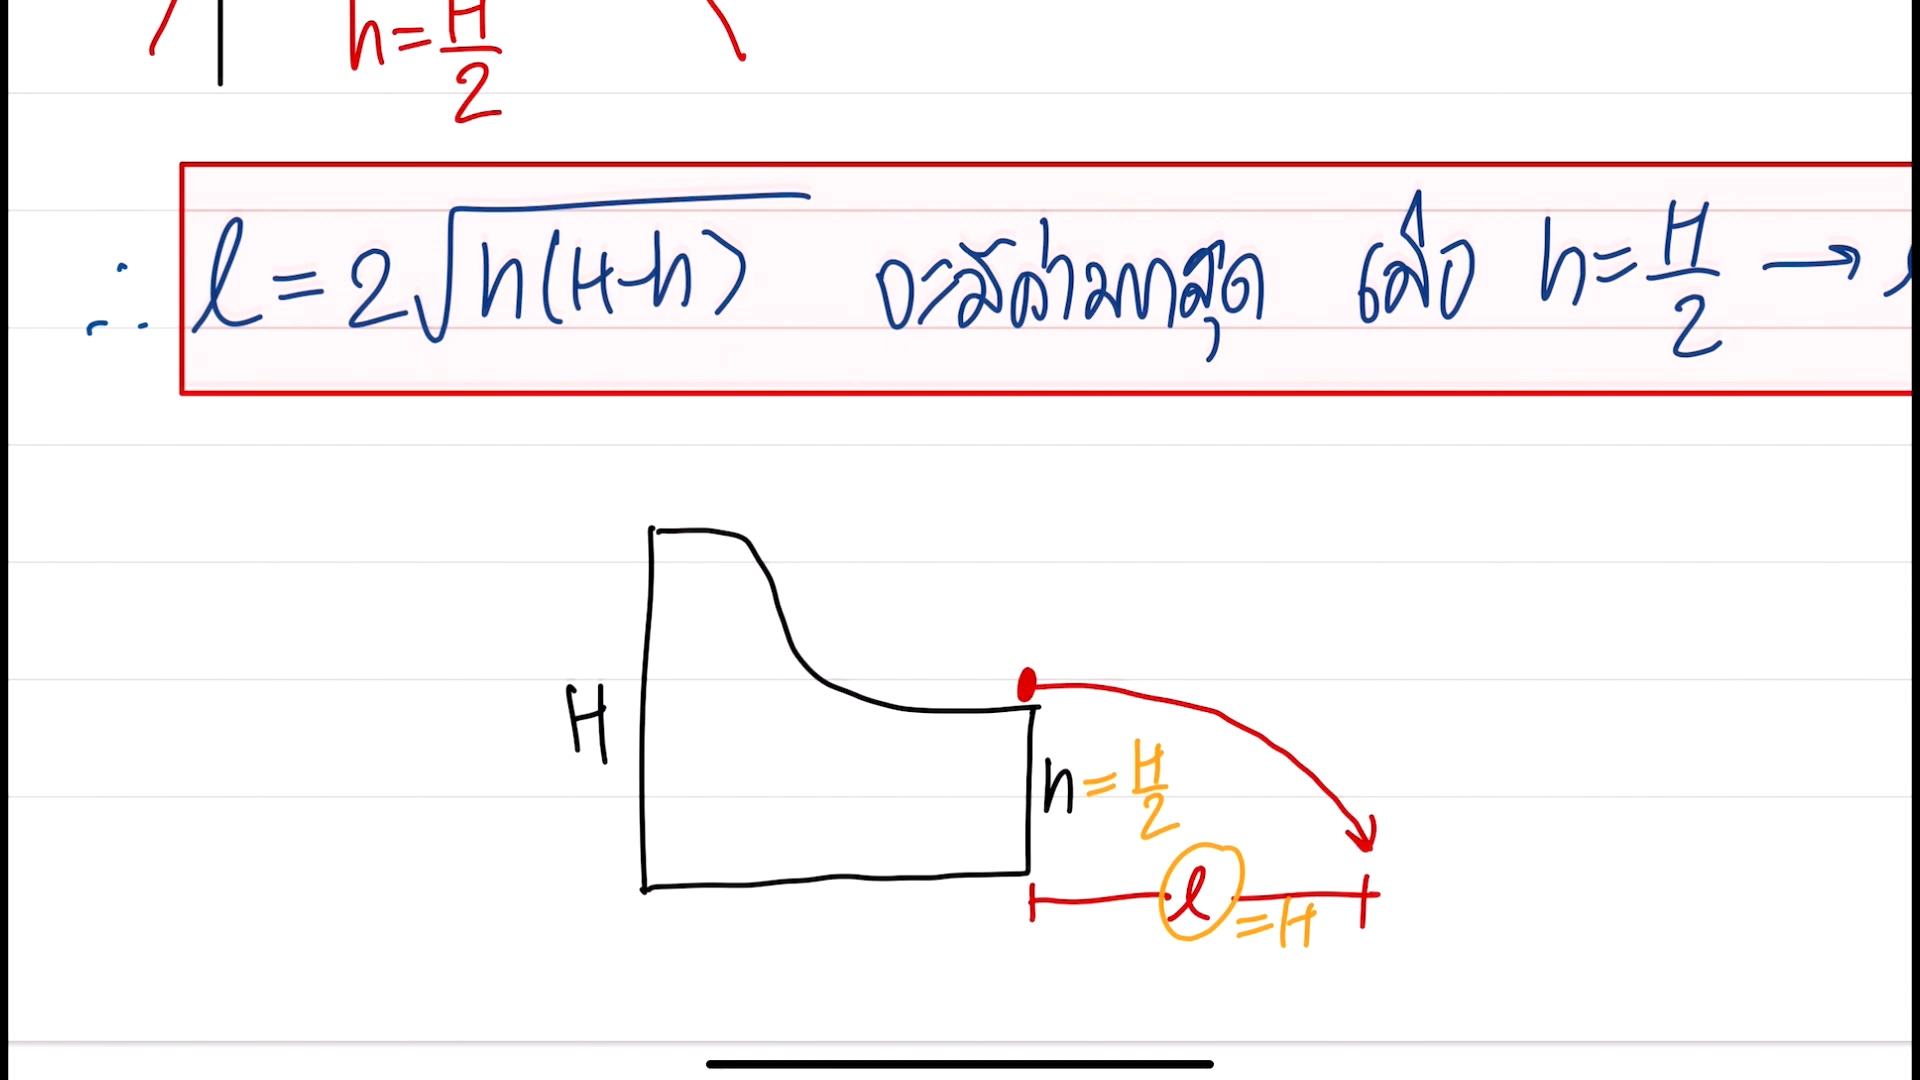 h = H/2
∴ l = 2√h(H-h) จะมีค่ามากสุด เมื่อ h = H/2 →
H
h = H/2
l = H